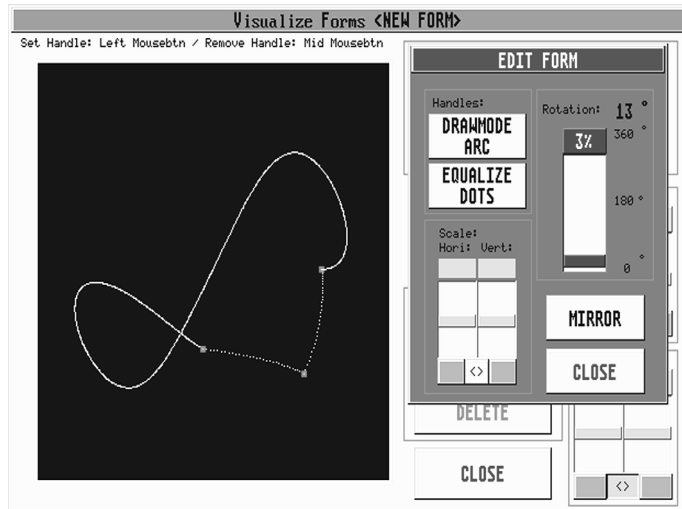 Visualize Forms <NEW FORM>
Set Handle: Left Mousebtn / Remove Handle: Mid Mousebtn
EDIT FORM
Handles:
DRAWMODE
ARC
EQUALIZE
DOTS
Rotation: 13 °
3%
360 °
180 °
0 °
Scale:
Hori: Vert:
<>
MIRROR
CLOSE
DELETE
CLOSE
<>